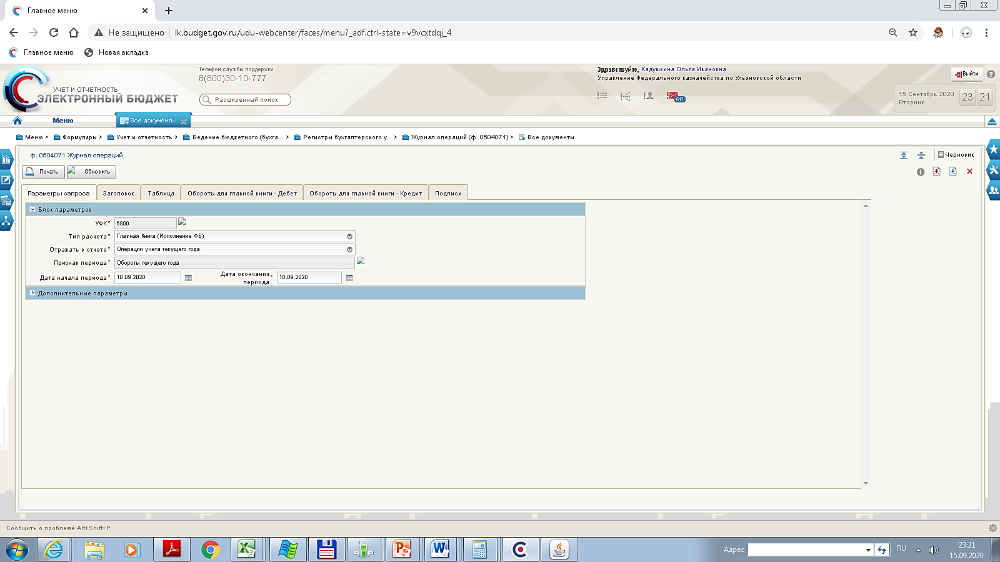 Главное меню
Не защищено | lk.budget.gov.ru/udu-webcenter/faces/menu?_adf.ctrl-state=v9vcxtdqj_4
Главное меню Новая вкладка
Телефон службы поддержки
8(800)30-10-777
Здравствуйте, Кадушкина Ольга Ивановна
Управление Федерального казначейства по Ульяновской области
Выйти
УЧЕТ И ОТЧЕТНОСТЬ
ЭЛЕКТРОННЫЙ БЮДЖЕТ
Расширенный поиск
617
15 Сентябрь 2020
Вторник
23 21
Меню Все документы
Меню > Формуляры > Учет и отчетность > Ведение бюджетного (бухга... > Регистры бухгалтерского у... > Журнал операций (ф. 0504071) > Все документы
ф. 0504071 Журнал операций
Черновик
Печать Обновить
Параметры запроса Заголовок Таблица Обороты для главной книги - Дебет Обороты для главной книги - Кредит Подписи
Блок параметров
УФК* 6800
Тип расчета* Главная Книга (Исполнение ФБ)
Отражать в отчете* Операции учета текущего года
Признак периода* Обороты текущего года
Дата начала периода* 10.09.2020 Дата окончания периода* 10.09.2020
Дополнительные параметры
Сообщить о проблеме Alt+Shift+P
Адрес
RU
23:21
15.09.2020